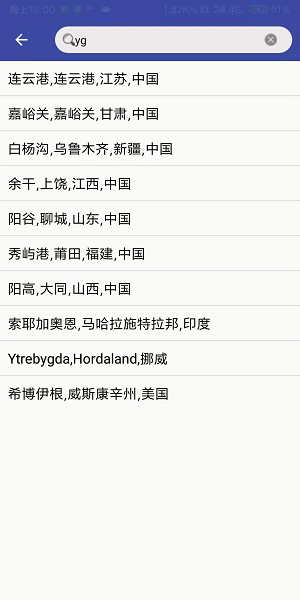 晚上10:00
yg
连云港,连云港,江苏,中国
嘉峪关,嘉峪关,甘肃,中国
白杨沟,乌鲁木齐,新疆,中国
余干,上饶,江西,中国
阳谷,聊城,山东,中国
秀屿港,莆田,福建,中国
阳高,大同,山西,中国
索耶加奥恩,马哈拉施特拉邦,印度
Ytrebygda,Hordaland,挪威
希博伊根,威斯康辛州,美国